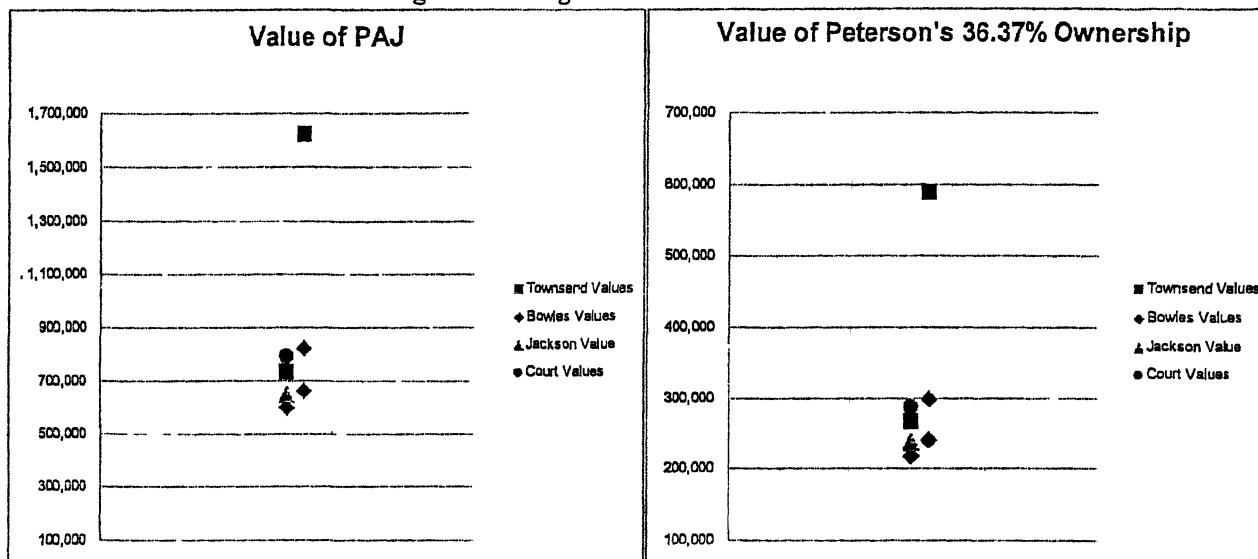 Value of PAJ
1,700,000
1,500,000
1,300,000
1,100,000
900,000
700,000
500,000
300,000
100,000
Townsend Values
Bowles Values
Jackson Value
Court Values
Value of Peterson's 36.37% Ownership
700,000
600,000
500,000
400,000
300,000
200,000
100,000
Townsend Values
Bowles Values
Jackson Value
Court Values